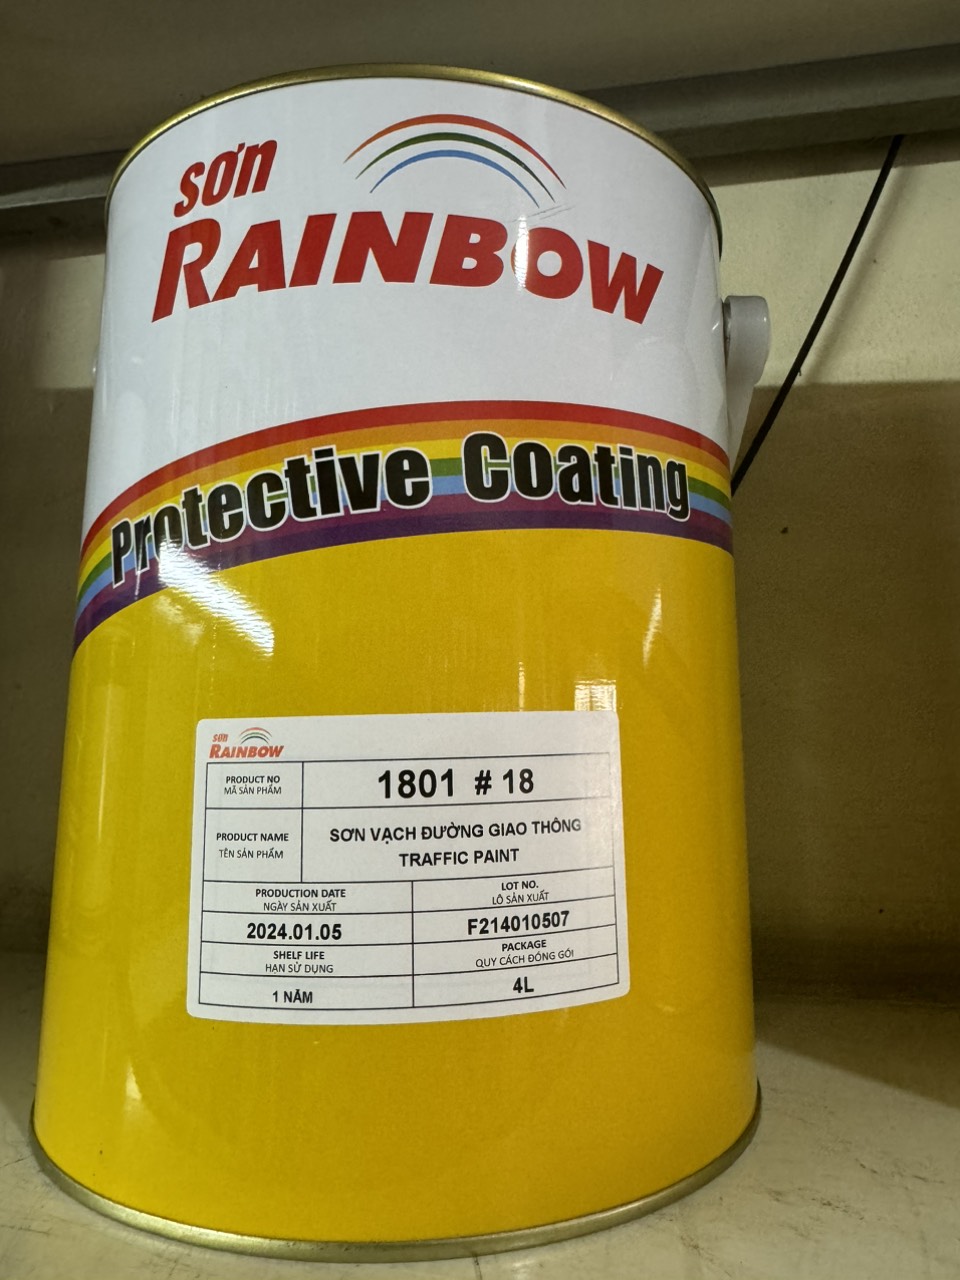 sơn
RAINBOW
Protective Coating
sơn
RAINBOW
PRODUCT NO
MÃ SẢN PHẨM
1801 # 18
PRODUCT NAME
TÊN SẢN PHẨM
SƠN VẠCH ĐƯỜNG GIAO THÔNG
TRAFFIC PAINT
PRODUCTION DATE
NGÀY SẢN XUẤT
LOT NO.
LÔ SẢN XUẤT
2024.01.05
F214010507
SHELF LIFE
HẠN SỬ DỤNG
PACKAGE
QUY CÁCH ĐÓNG GÓI
1 NĂM
4L